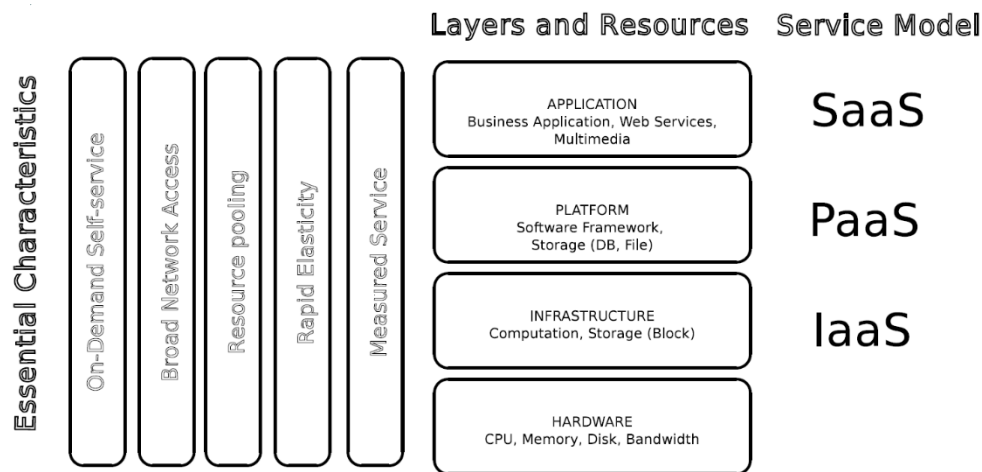 Layers and Resources
Service Model
Essential Characteristics
On-Demand Self-service
Broad Network Access
Resource pooling
Rapid Elasticity
Measured Service
APPLICATION
Business Application, Web Services,
Multimedia
SaaS
PLATFORM
Software Framework,
Storage (DB, File)
PaaS
INFRASTRUCTURE
Computation, Storage (Block)
IaaS
HARDWARE
CPU, Memory, Disk, Bandwidth